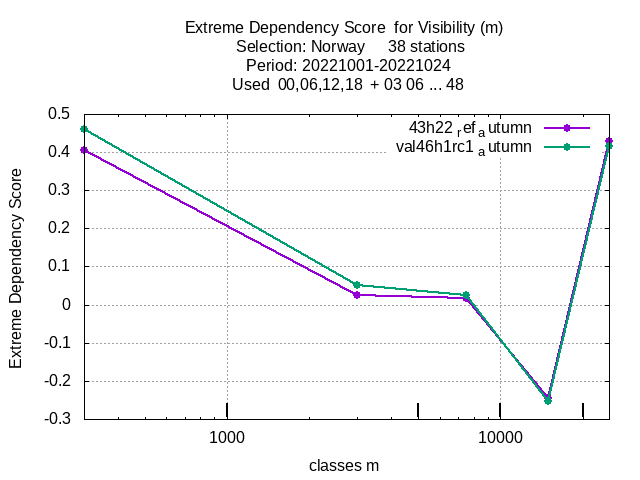 Extreme Dependency Score for Visibility (m)
Selection: Norway 38 stations
Period: 20221001-20221024
Used 00,06,12,18 + 03 06 ... 48
43h22 ref a utumn
val46h1rc1 a utumn
0.5
0.4
0.3
0.2
0.1
0
-0.1
-0.2
-0.3
Extreme Dependency Score
1000
10000
classes m